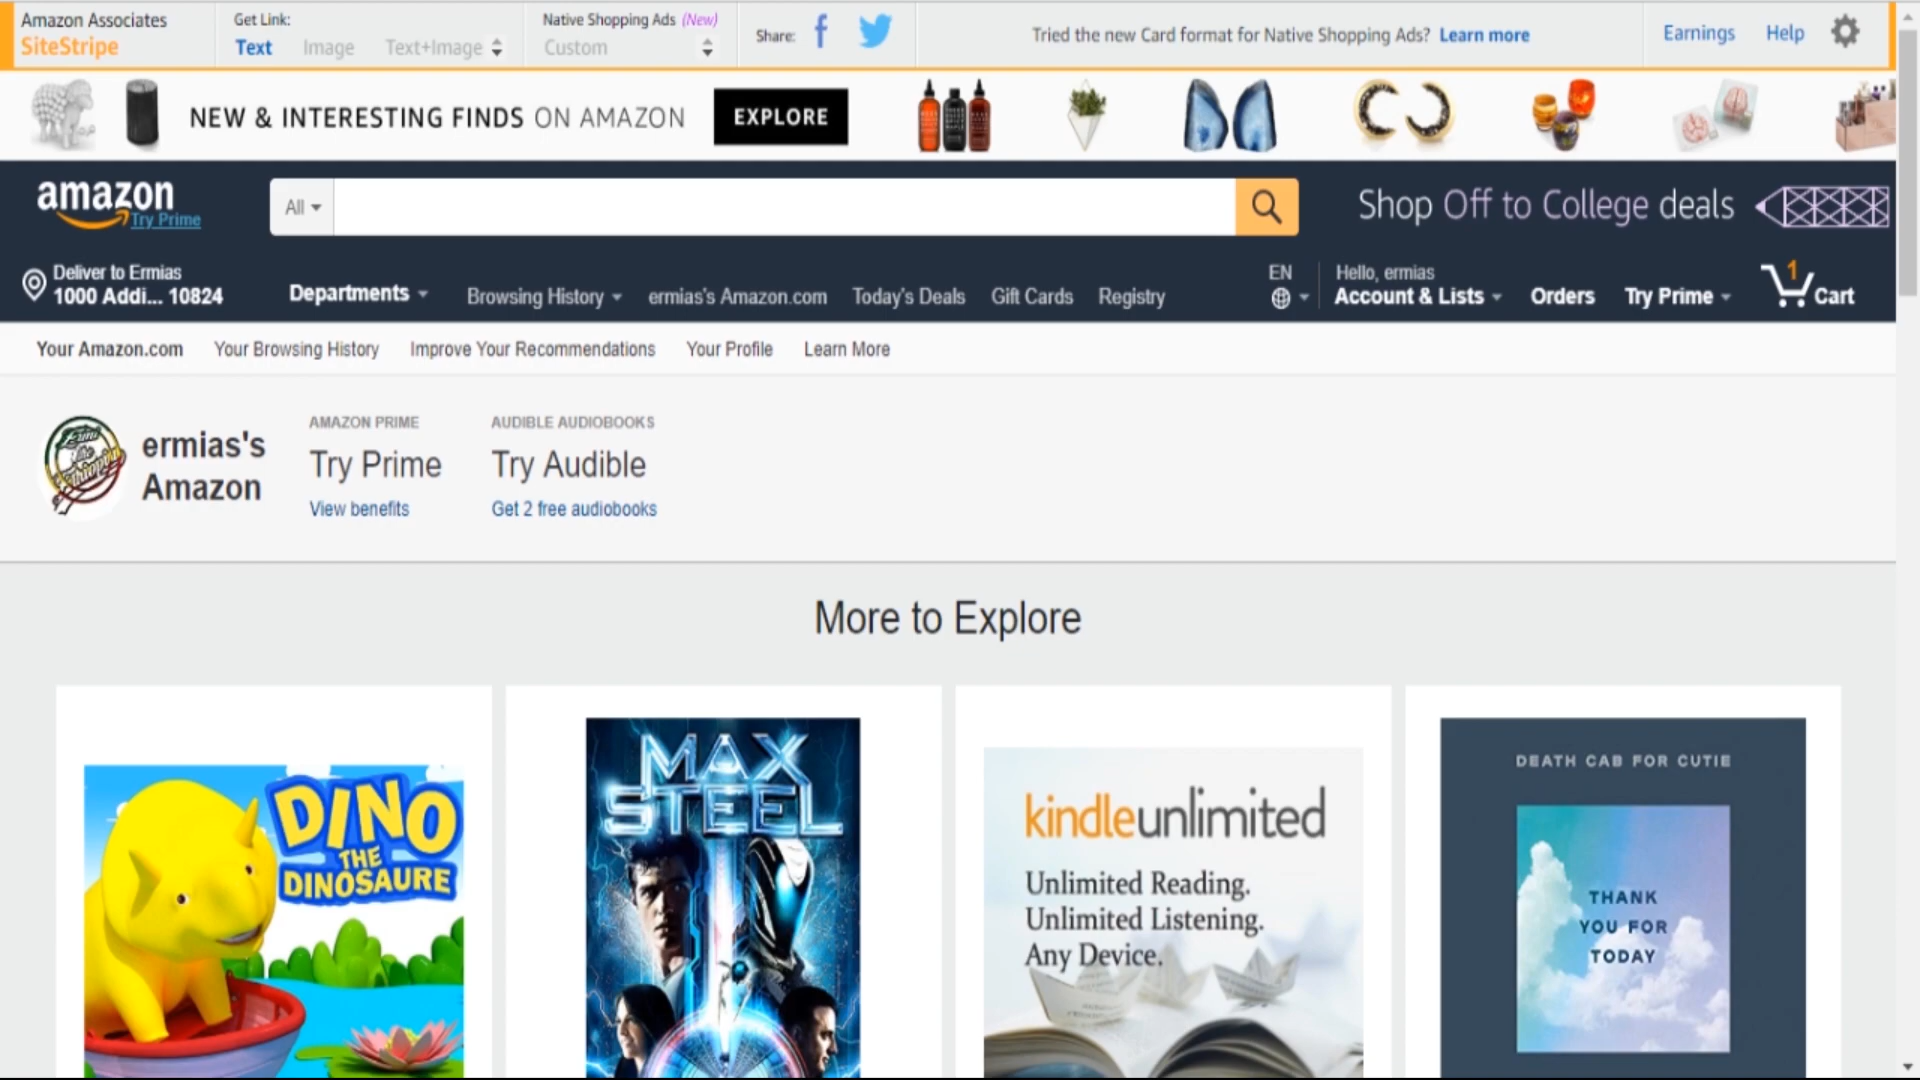 Amazon Associates
SiteStripe
Get Link:
Text Image Text+Image
Native Shopping Ads (New)
Custom
Share:
Tried the new Card format for Native Shopping Ads? Learn more
Earnings Help
NEW & INTERESTING FINDS ON AMAZON EXPLORE
amazon
Try Prime
All
Shop Off to College deals
Deliver to Ermias
1000 Addi... 10824
Departments Browsing History ermias's Amazon.com Today's Deals Gift Cards Registry
EN
Hello, ermias
Account & Lists Orders Try Prime
1
Cart
Your Amazon.com Your Browsing History Improve Your Recommendations Your Profile Learn More
ermias's
Amazon
AMAZON PRIME
Try Prime
View benefits
AUDIBLE AUDIOBOOKS
Try Audible
Get 2 free audiobooks
More to Explore
DINO
THE
DINOSAURE
MAX
STEEL
kindleunlimited
Unlimited Reading.
Unlimited Listening.
Any Device.
DEATH CAB FOR CUTIE
THANK
YOU FOR
TODAY